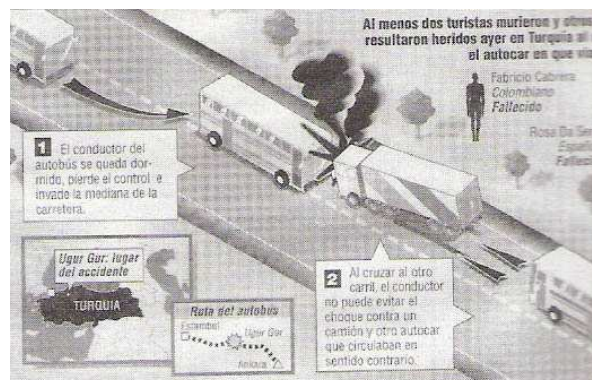 Al menos dos turistas murieron y otros
resultaron heridos ayer en Turquía al
el autocar en que
Fabricio Cabrera
Colombiano
Fallecido
Rosa Da
1 El conductor del
autobús se queda dor-
mido, pierde el control e
invade la mediana de la
carretera.
Ugur Gur: lugar
del accidente
TURQUIA
Ruta del autobús
Estambul
Ugur Gur
Ankara
2 Al cruzar al otro
carril, el conductor
no puede evitar el
choque contra un
camión y otro autocar
que circulaban en
sentido contrario.